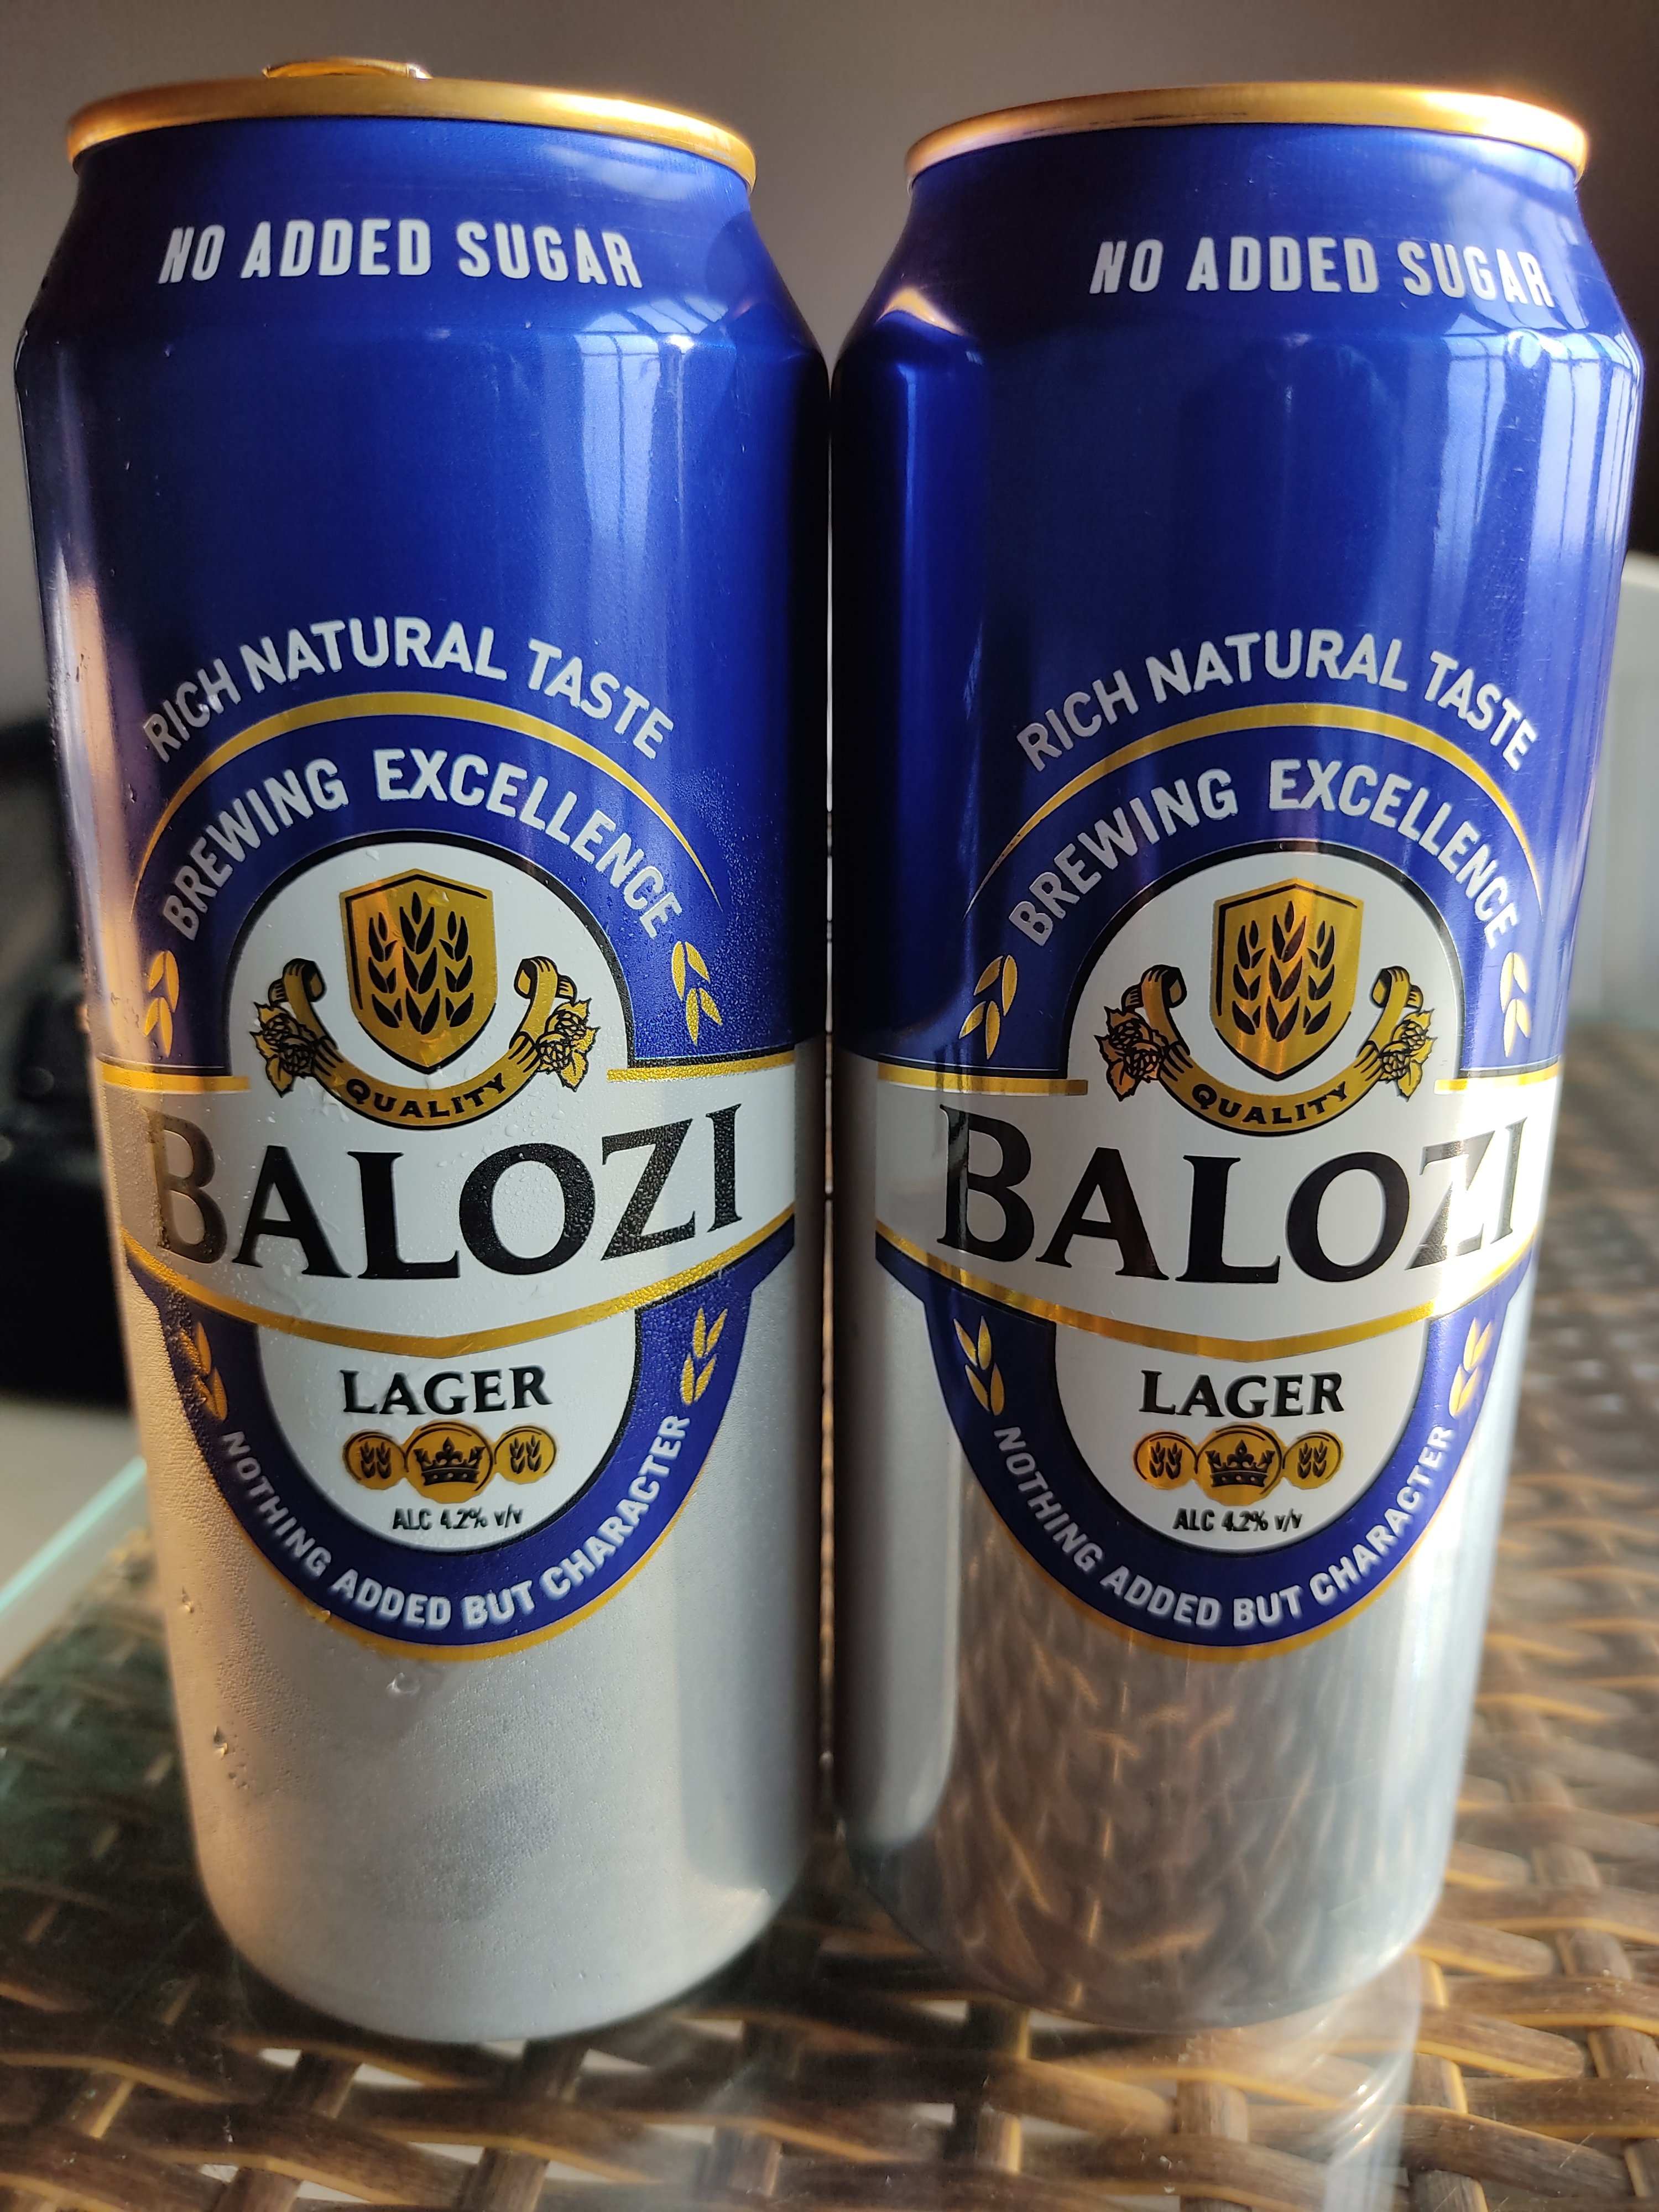 NO ADDED SUGAR
RICH NATURAL TASTE
BREWING EXCELLENCE
QUALITY
BALOZI
LAGER
ALC 4.2% v/v
NOTHING ADDED BUT CHARACTER
NO ADDED SUGAR
RICH NATURAL TASTE
BREWING EXCELLENCE
QUALITY
BALOZI
LAGER
ALC 4.2% v/v
NOTHING ADDED BUT CHARACTER